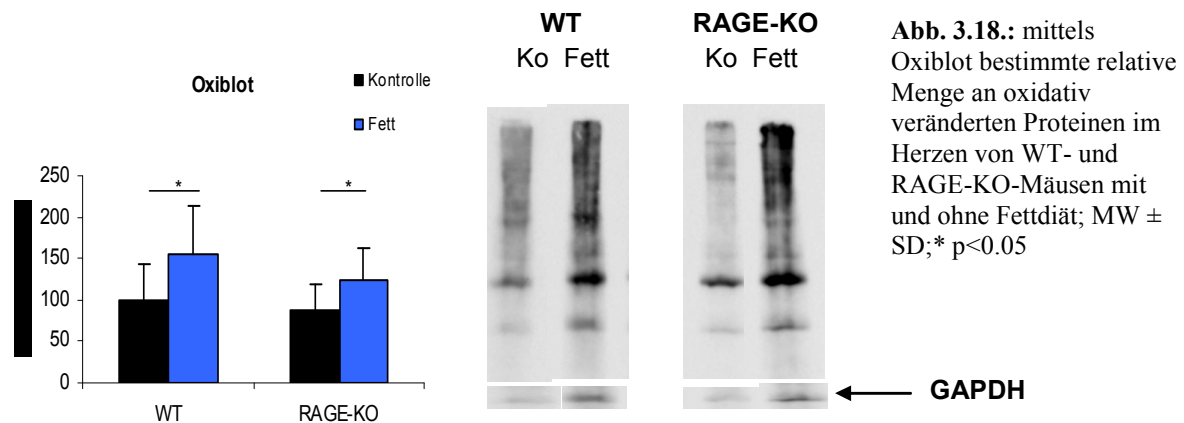 Oxiblot
Kontrolle
Fett
250
200
150
100
50
0
*
*
WT
RAGE-KO
WT
RAGE-KO
Ko Fett
Ko Fett
GAPDH
Abb. 3.18.: mittels
Oxiblot bestimmte relative
Menge an oxidativ
veränderten Proteinen im
Herzen von WT- und
RAGE-KO-Mäusen mit
und ohne Fettdiät; MW ±
SD;* p<0.05